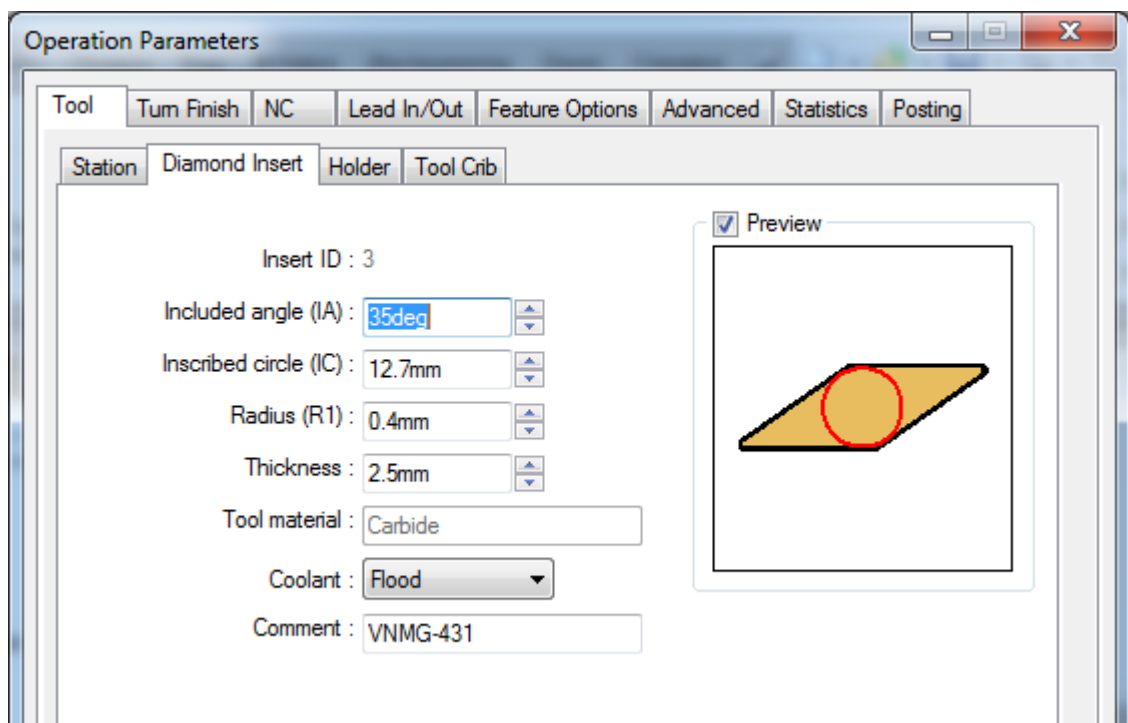 Operation Parameters
Tool Turn Finish NC Lead In/Out Feature Options Advanced Statistics Posting
Station Diamond Insert Holder Tool Crib
Preview
Insert ID : 3
Included angle (IA) : 35deg
Inscribed circle (IC) : 12.7mm
Radius (R1) : 0.4mm
Thickness : 2.5mm
Tool material : Carbide
Coolant : Flood
Comment : VNMG-431